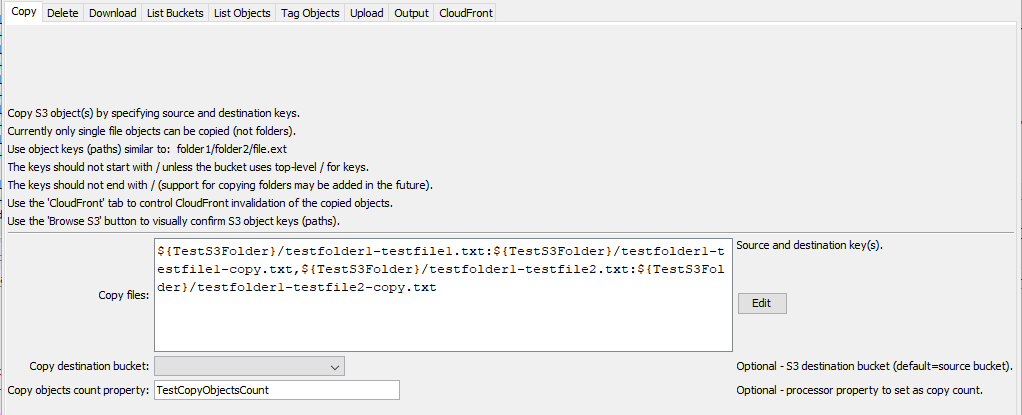 Copy Delete Download List Buckets List Objects Tag Objects Upload Output CloudFront
Copy S3 object(s) by specifying source and destination keys.
Currently only single file objects can be copied (not folders).
Use object keys (paths) similar to:  folder1/folder2/file.ext
The keys should not start with / unless the bucket uses top-level / for keys.
The keys should not end with / (support for copying folders may be added in the future).
Use the 'CloudFront' tab to control CloudFront invalidation of the copied objects.
Use the 'Browse S3' button to visually confirm S3 object keys (paths).
Copy files:
${TestS3Folder}/testfolder1-testfile1.txt:${TestS3Folder}/testfolder1-t
estfile1-copy.txt,${TestS3Folder}/testfolder1-testfile2.txt:${TestS3Fol
der}/testfolder1-testfile2-copy.txt
Source and destination key(s).
Edit
Copy destination bucket: Optional - S3 destination bucket (default=source bucket).
Copy objects count property: TestCopyObjectsCount Optional - processor property to set as copy count.